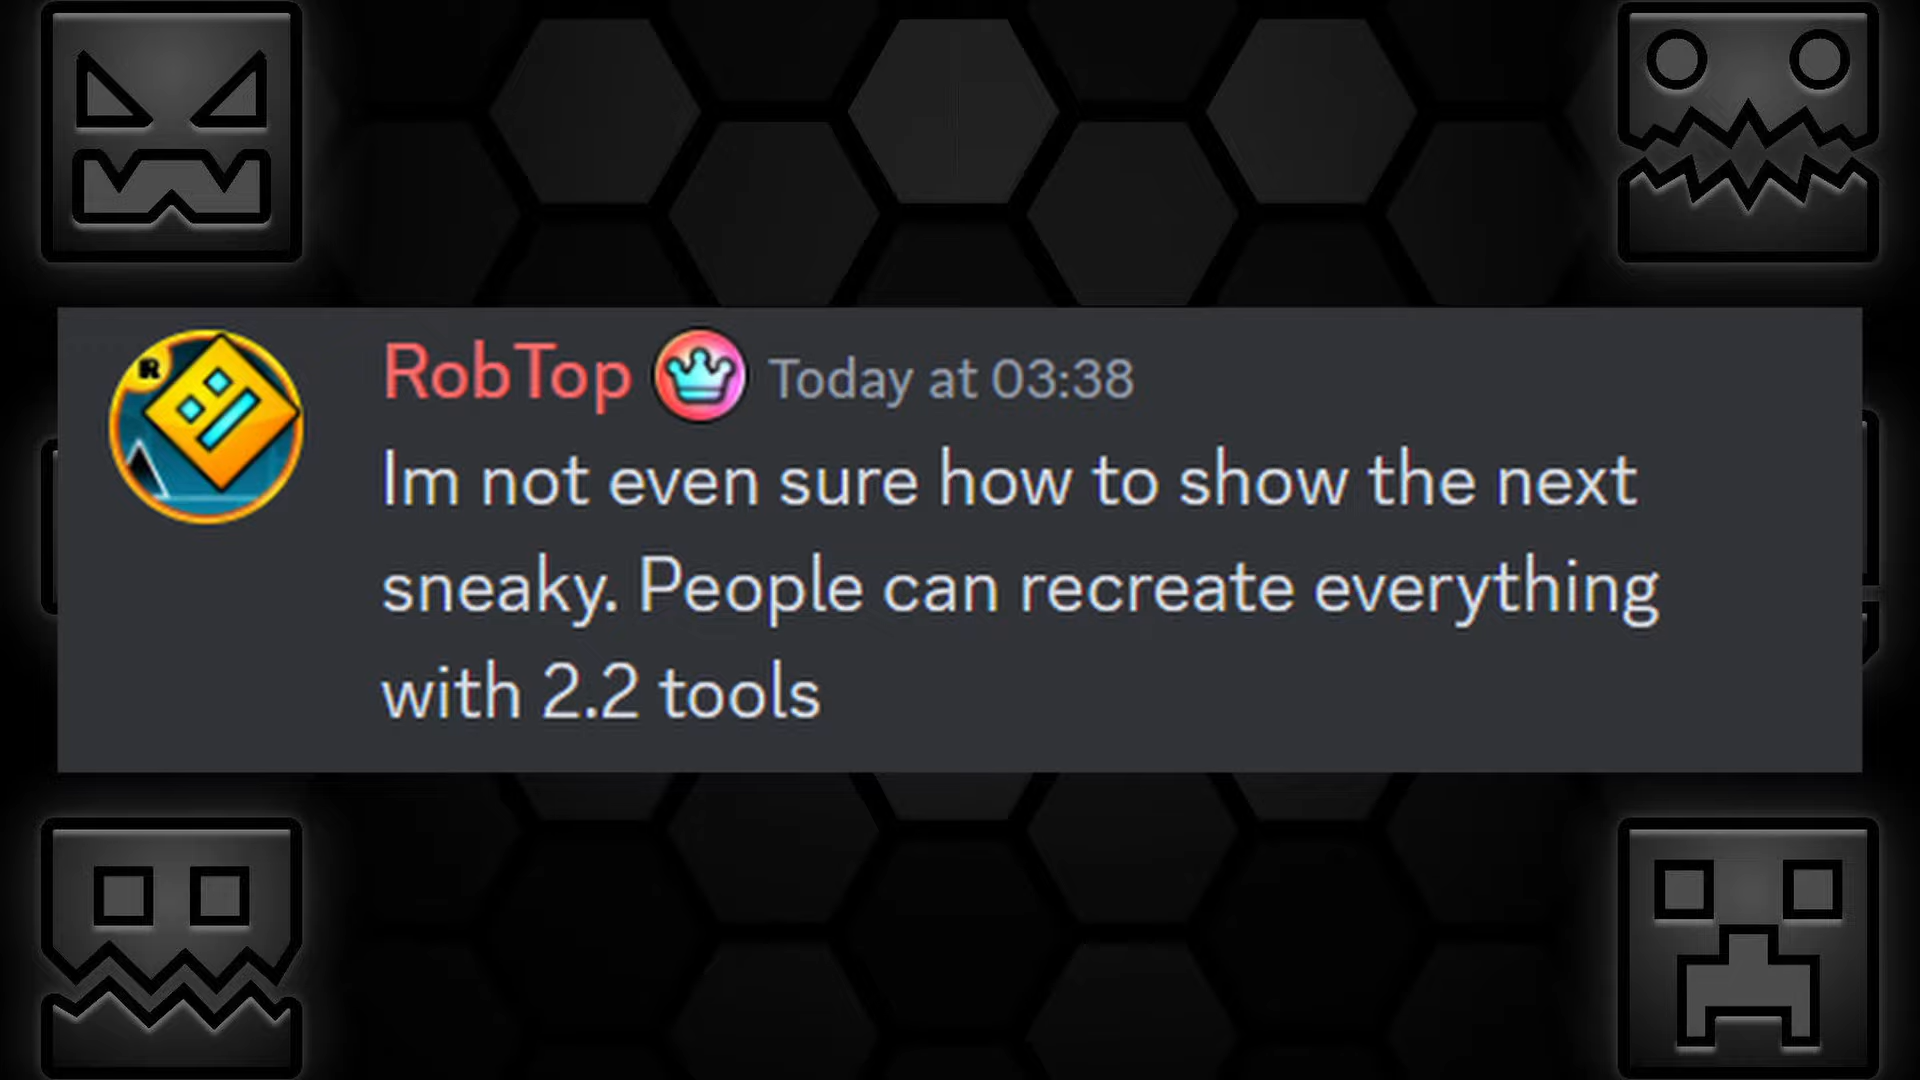 R
RobTop Today at 03:38
Im not even sure how to show the next
sneaky. People can recreate everything
with 2.2 tools